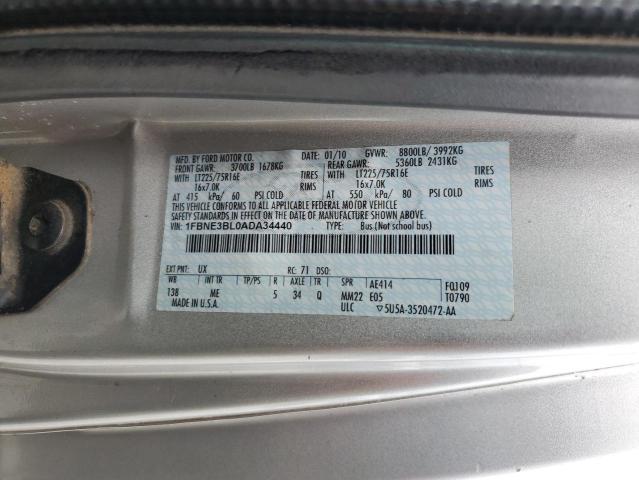 MFD. BY FORD MOTOR CO. DATE: 01/10 GVWR: 8800LB/ 3992KG
FRONT GAWR: 3700LB 1678KG REAR GAWR: 5360LB 2431KG
WITH LT225/75R16E TIRES WITH LT225/75R16E TIRES
16x7.0K RIMS 16x7.0K RIMS
AT 415 kPa/ 60 PSI COLD AT 550 kPa/ 80 PSI COLD
THIS VEHICLE CONFORMS TO ALL APPLICABLE FEDERAL MOTOR VEHICLE
SAFETY STANDARDS IN EFFECT ON THE DATE OF MANUFACTURE SHOWN ABOVE.
VIN: 1FBNE3BL0ADA34440 TYPE: Bus (Not school bus)
EXT PNT: UX RC: 71 DSO:
WB INT TR TP/PS R AXLE TR SPR AE414 FQ109
138 ME 5 34 Q MM22 E05 T0790
MADE IN U.S.A. ULC ▽5U5A-3520472-AA